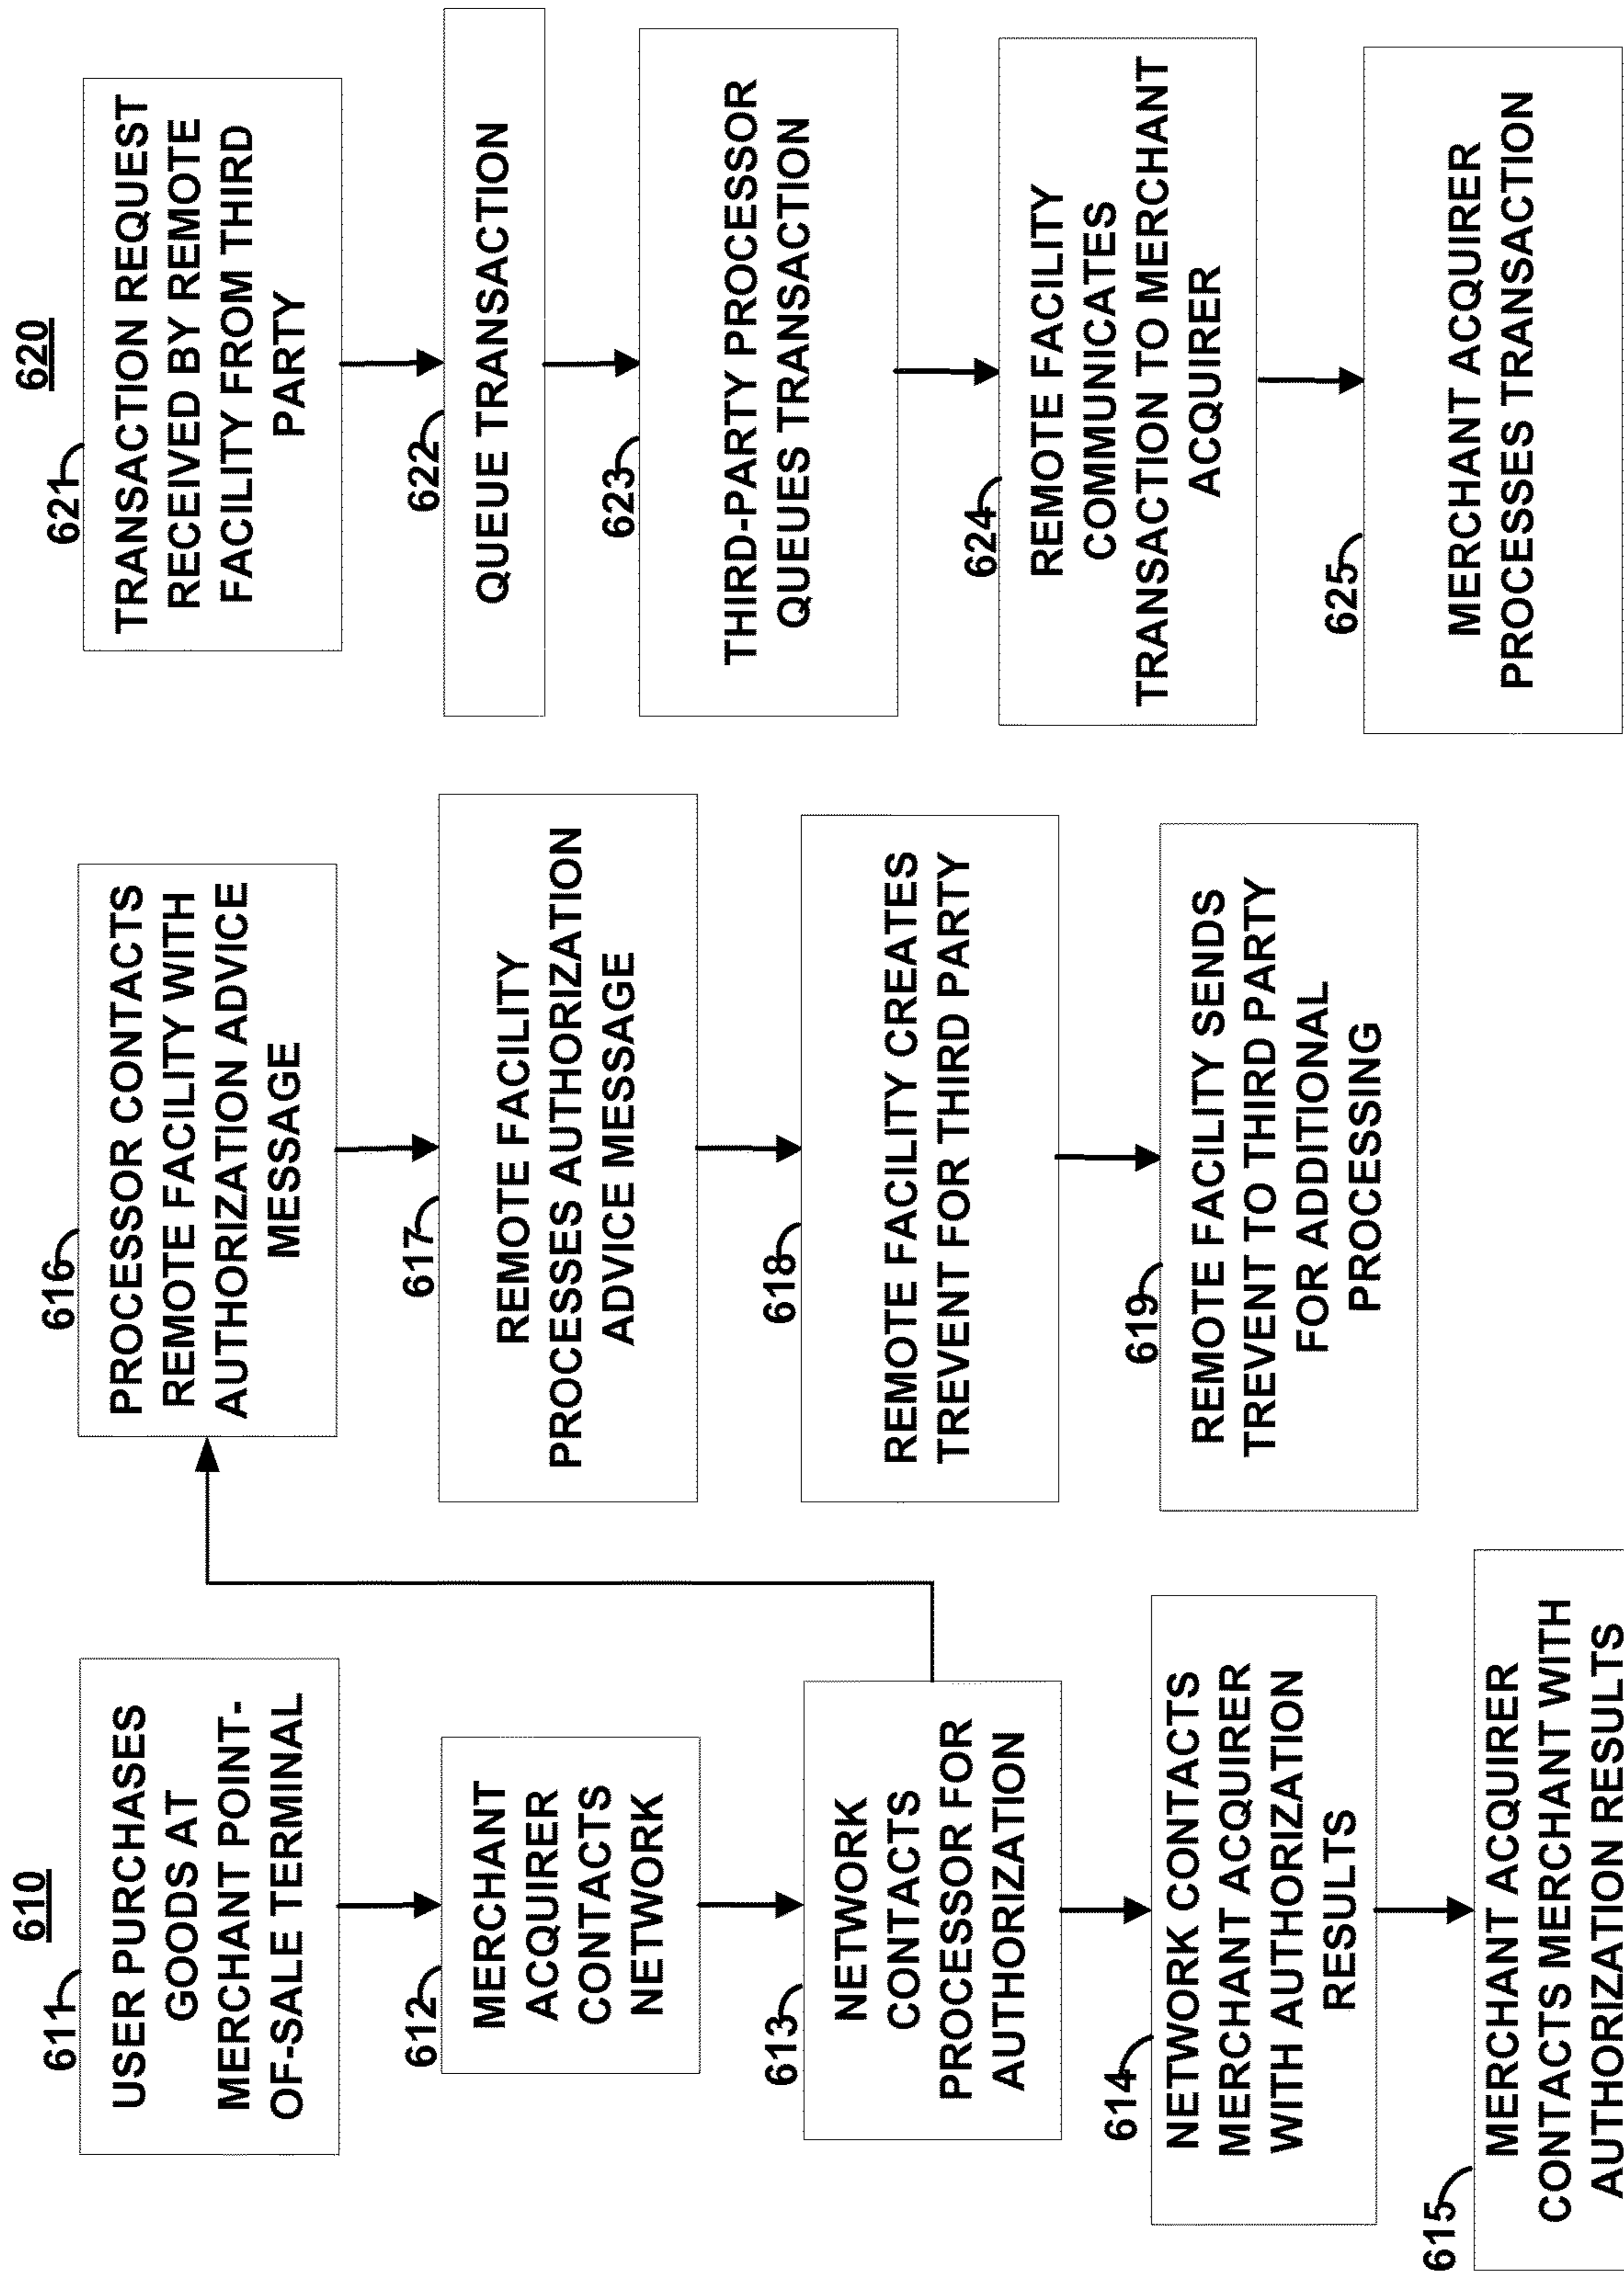 610
611
USER PURCHASES
GOODS AT
MERCHANT POINT-
OF-SALE TERMINAL
612
MERCHANT
ACQUIRER
CONTACTS
NETWORK
613
NETWORK
CONTACTS
PROCESSOR FOR
AUTHORIZATION
614
NETWORK CONTACTS
MERCHANT ACQUIRER
WITH AUTHORIZATION
RESULTS
615
MERCHANT ACQUIRER
CONTACTS MERCHANT WITH
AUTHORIZATION RESULTS
616
PROCESSOR CONTACTS
REMOTE FACILITY WITH
AUTHORIZATION ADVICE
MESSAGE
617
REMOTE FACILITY
PROCESSES AUTHORIZATION
ADVICE MESSAGE
618
REMOTE FACILITY CREATES
TREVENT FOR THIRD PARTY
619
REMOTE FACILITY SENDS
TREVENT TO THIRD PARTY
FOR ADDITIONAL
PROCESSING
620
621
TRANSACTION REQUEST
RECEIVED BY REMOTE
FACILITY FROM THIRD
PARTY
622
QUEUE TRANSACTION
623
THIRD-PARTY PROCESSOR
QUEUES TRANSACTION
624
REMOTE FACILITY
COMMUNICATES
TRANSACTION TO MERCHANT
ACQUIRER
625
MERCHANT ACQUIRER
PROCESSES TRANSACTION